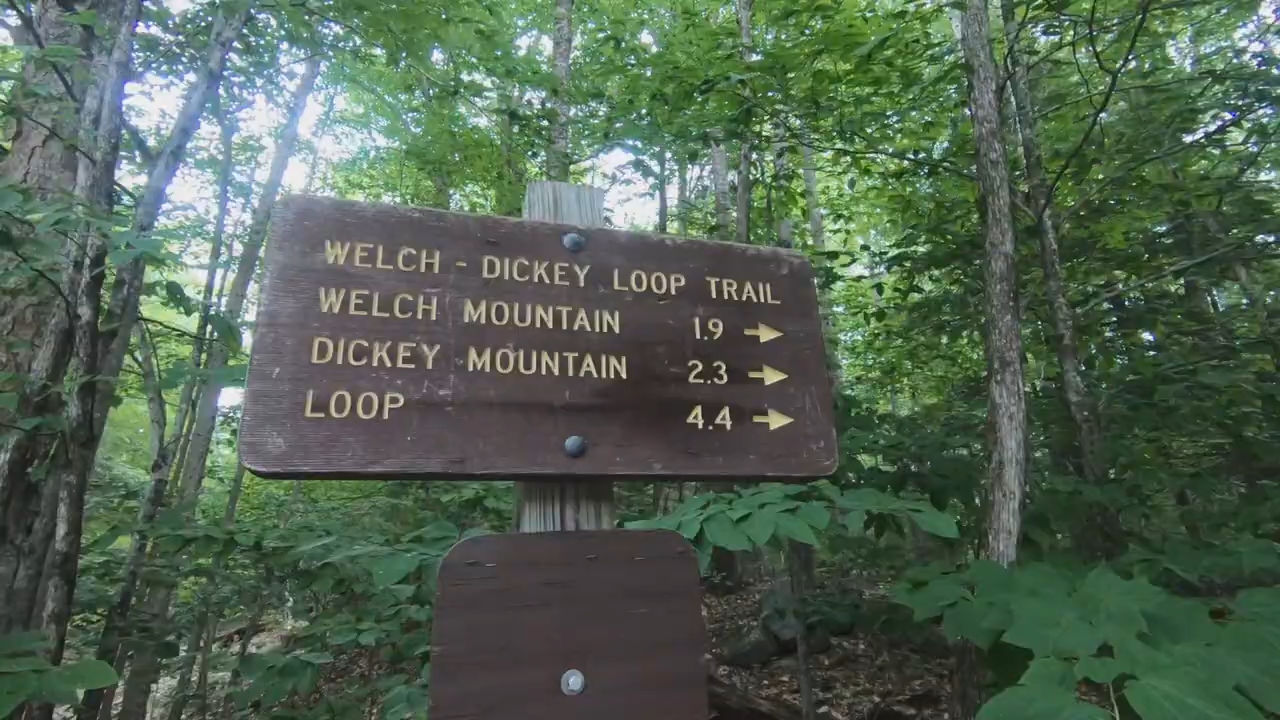 WELCH - DICKEY LOOP TRAIL
WELCH MOUNTAIN 1.9
DICKEY MOUNTAIN 2.3
LOOP 4.4